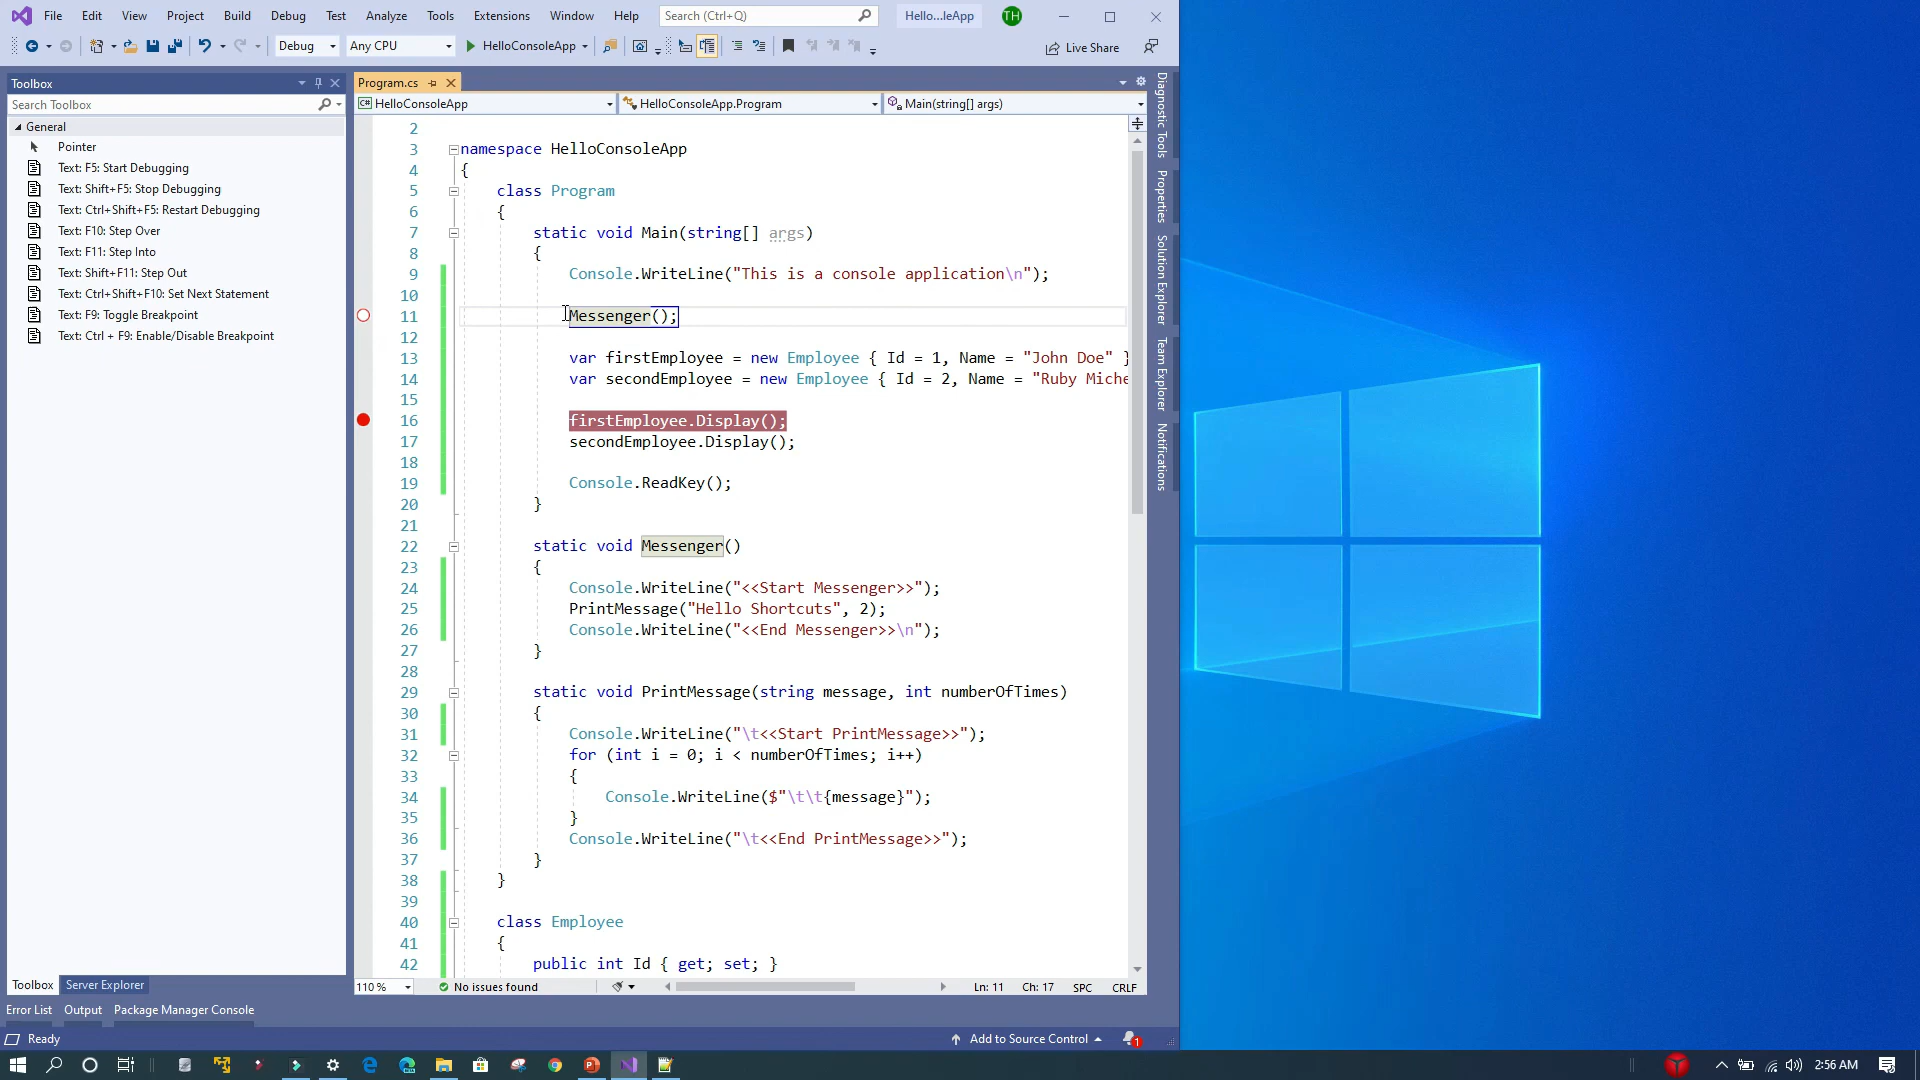 File Edit View Project Build Debug Test Analyze Tools Extensions Window Help Search (Ctrl+Q) Hello...leApp TH
Debug Any CPU HelloConsoleApp Live Share
Toolbox
Search Toolbox
General
Pointer
Text: F5: Start Debugging
Text: Shift+F5: Stop Debugging
Text: Ctrl+Shift+F5: Restart Debugging
Text: F10: Step Over
Text: F11: Step Into
Text: Shift+F11: Step Out
Text: Ctrl+Shift+F10: Set Next Statement
Text: F9: Toggle Breakpoint
Text: Ctrl + F9: Enable/Disable Breakpoint
Toolbox Server Explorer
Program.cs
HelloConsoleApp HelloConsoleApp.Program Main(string[] args)
2
3 namespace HelloConsoleApp
4 {
5 class Program
6 {
7 static void Main(string[] args)
8 {
9 Console.WriteLine("This is a console application\n");
10
11 Messenger();
12
13 var firstEmployee = new Employee { Id = 1, Name = "John Doe" }
14 var secondEmployee = new Employee { Id = 2, Name = "Ruby Miche
15
16 firstEmployee.Display();
17 secondEmployee.Display();
18
19 Console.ReadKey();
20 }
21
22 static void Messenger()
23 {
24 Console.WriteLine("<<Start Messenger>>");
25 PrintMessage("Hello Shortcuts", 2);
26 Console.WriteLine("<<End Messenger>>\n");
27 }
28
29 static void PrintMessage(string message, int numberOfTimes)
30 {
31 Console.WriteLine("\t<<Start PrintMessage>>");
32 for (int i = 0; i < numberOfTimes; i++)
33 {
34 Console.WriteLine($"\t\t{message}");
35 }
36 Console.WriteLine("\t<<End PrintMessage>>");
37 }
38 }
39
40 class Employee
41 {
42 public int Id { get; set; }
110 % No issues found Ln: 11 Ch: 17 SPC CRLF
Diagnostic Tools
Properties
Solution Explorer
Team Explorer
Notifications
Error List Output Package Manager Console
Ready Add to Source Control 1
2:56 AM